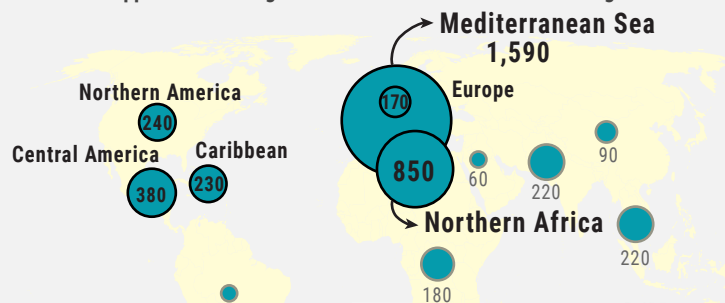 Mediterranean Sea
1,590
Northern America
170
Europe
240
Central America
Caribbean
90
380
230
850
60
220
Northern Africa
220
180